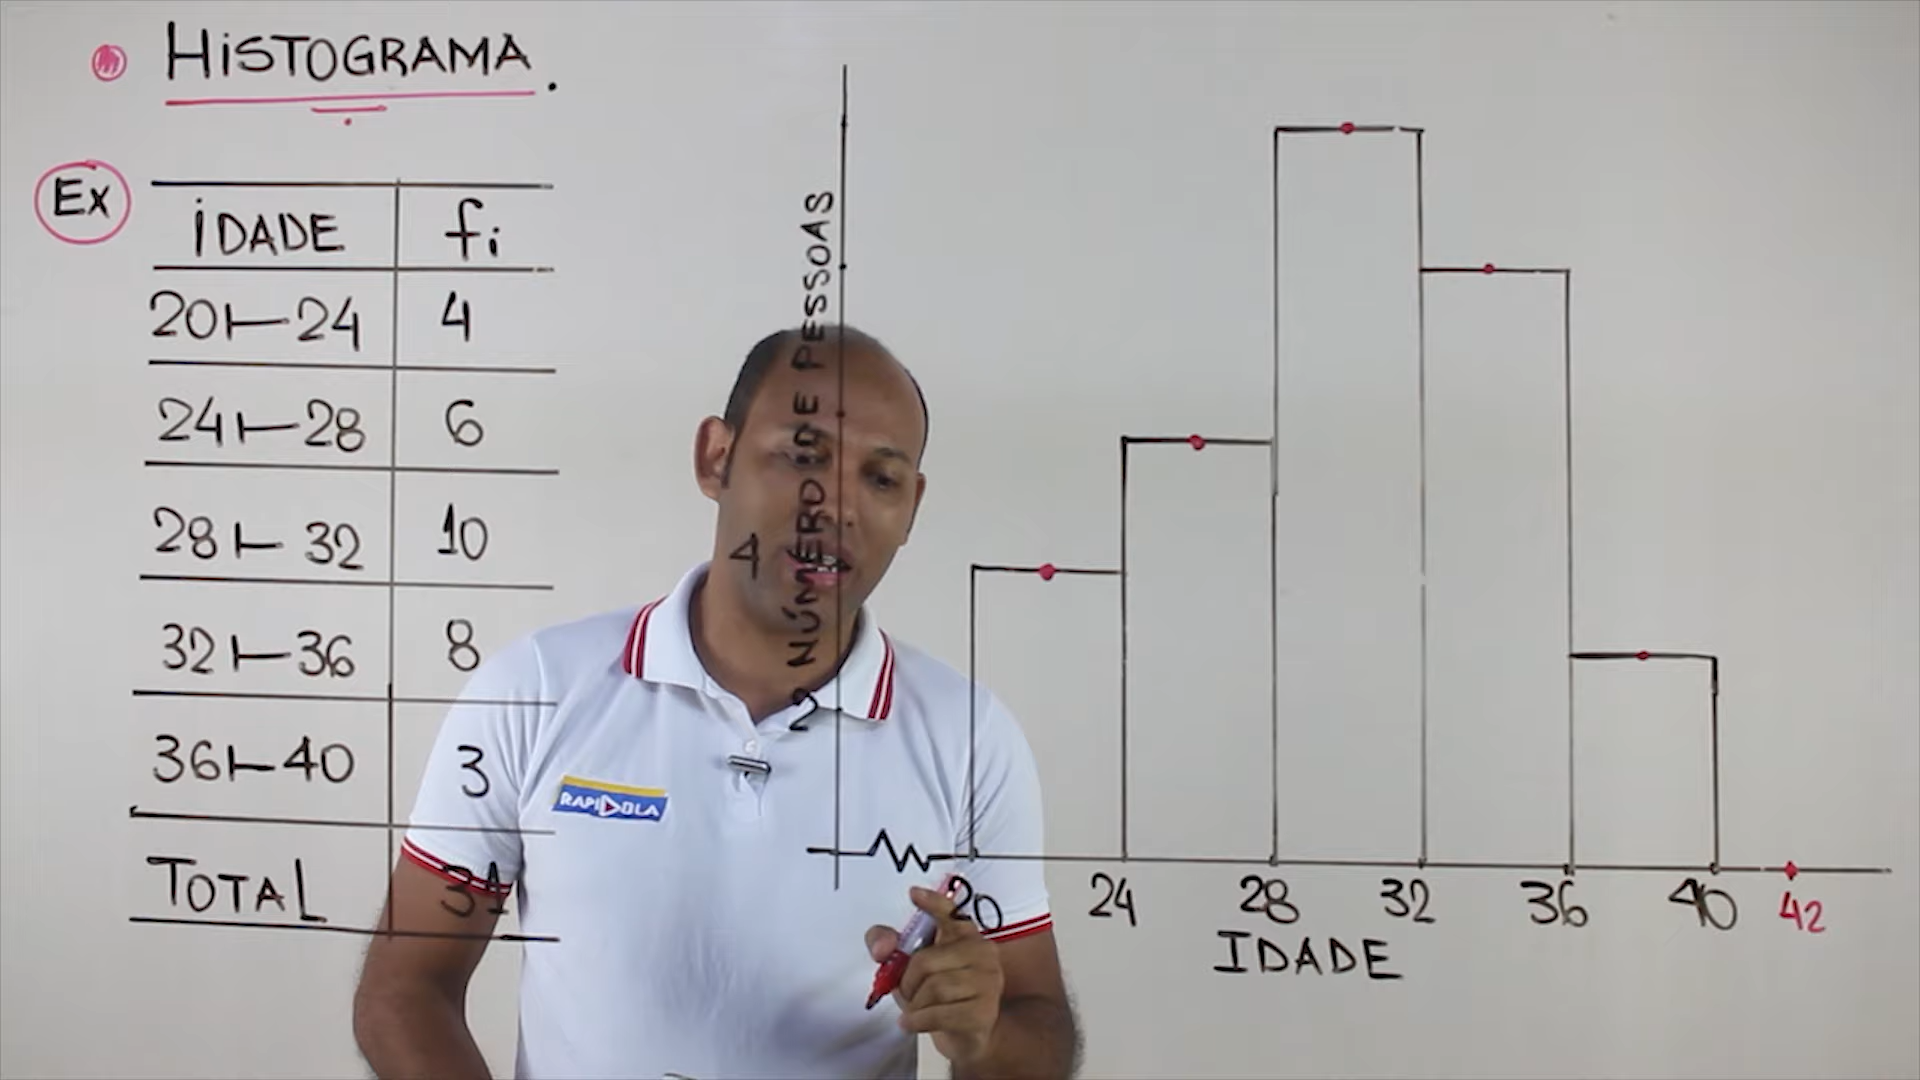 HISTOGRAMA.
Ex
IDADE fi
20⊢24 4
24⊢28 6
28⊢32 10
32⊢36 8
36⊢40 3
TOTAL 31
NÚMERO DE PESSOAS
4
2
20 24 28 32 36 40 42
IDADE
RAPIDOLA